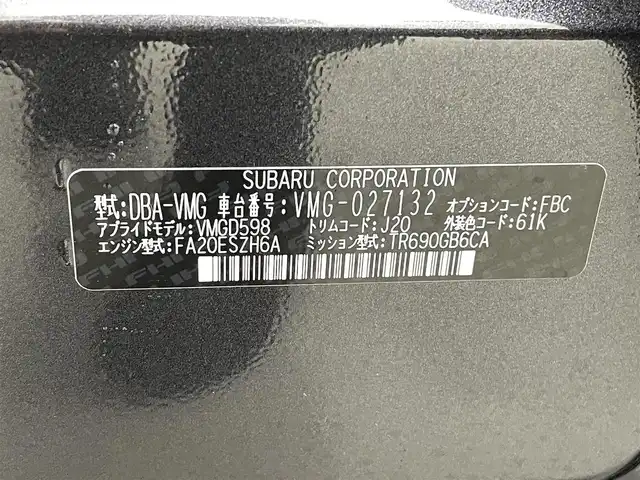 SUBARU CORPORATION
型式:DBA-VMG 車台番号:VMG-027132 オプションコード:FBC
アプライドモデル:VMGD598 トリムコード:J20 外装色コード:61K
エンジン型式:FA20ESZH6A ミッション型式:TR690GB6CA